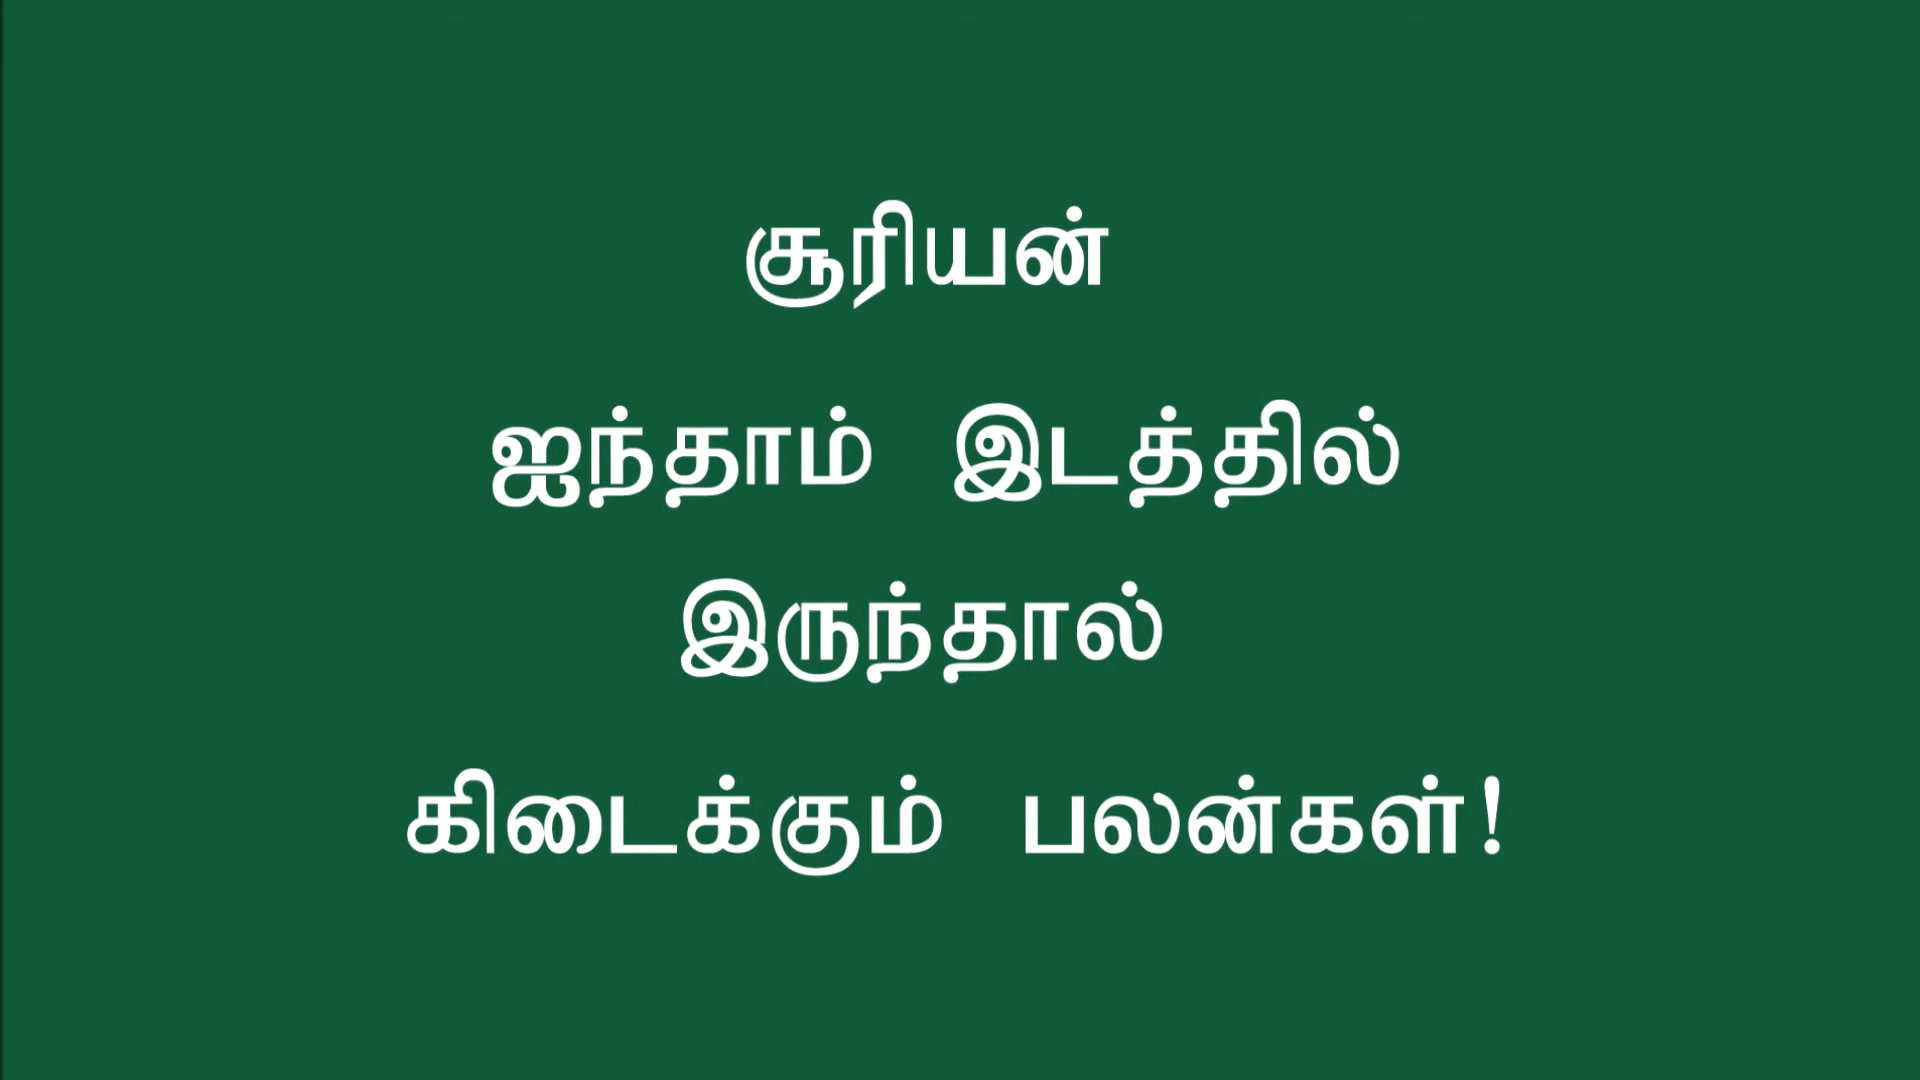 சூரியன்
ஐந்தாம் இடத்தில்
இருந்தால்
கிடைக்கும் பலன்கள்!